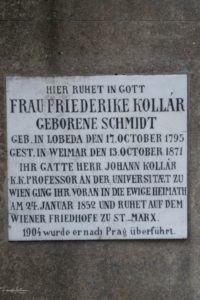 HIER RUHET IN GOTT
FRAU FRIEDERIKE KOLLÁR
GEBORENE SCHMIDT
GEB. IN LOBEDA DEN 17. OCTOBER 1795
GEST. IN WEIMAR DEN 13. OCTOBER 1871
IHR GATTE HERR JOHANN KOLLÁR
K.K. PROFESSOR AN DER UNIVERSITÄT ZU
WIEN GING IHR VORAN IN DIE EWIGE HEIMATH
AM 24. JANUAR 1852 UND RUHET AUF DEM
WIENER FRIEDHOFE ZU ST. MARX.
1904 wurde er nach Prag überführt.